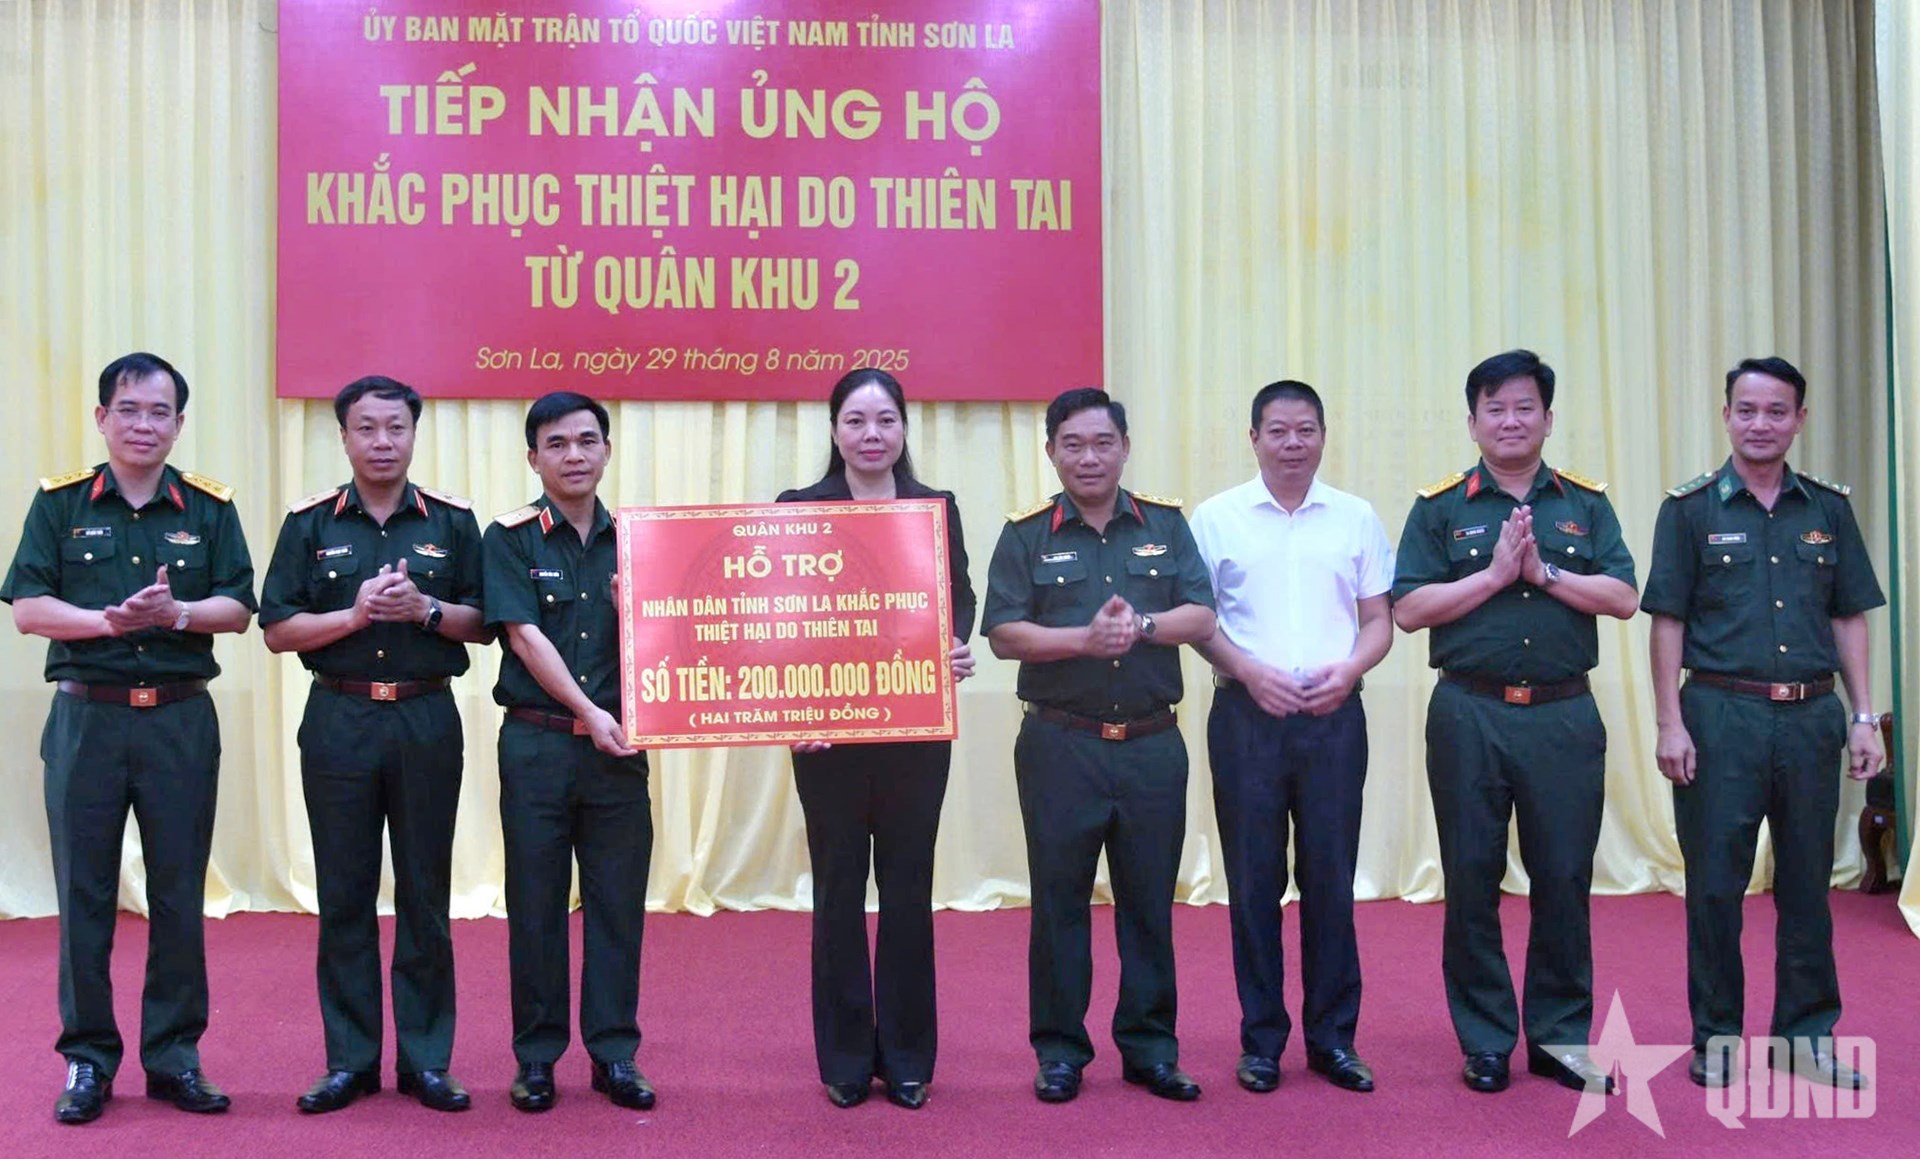 ỦY BAN MẶT TRẬN TỔ QUỐC VIỆT NAM TỈNH SƠN LA
TIẾP NHẬN ỦNG HỘ
KHẮC PHỤC THIỆT HẠI DO THIÊN TAI
TỪ QUÂN KHU 2
Sơn La, ngày 29 tháng 8 năm 2025
QUÂN KHU 2
HỖ TRỢ
NHÂN DÂN TỈNH SƠN LA KHẮC PHỤC
THIỆT HẠI DO THIÊN TAI
SỐ TIỀN: 200.000.000 ĐỒNG
( HAI TRĂM TRIỆU ĐỒNG )
QĐND